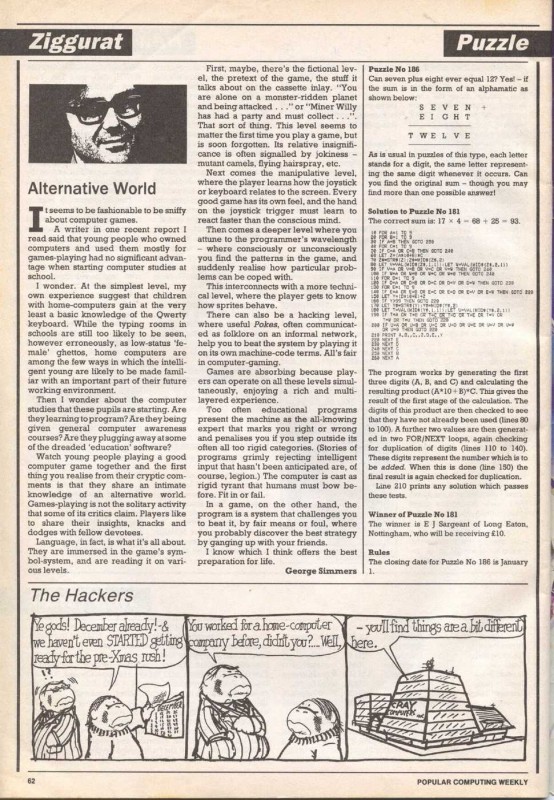 Ziggurat
Puzzle
Alternative World
It seems to be fashionable to be sniffy
about computer games.
A writer in one recent report I
read said that young people who owned
computers and used them mostly for
games-playing had no significant advan-
tage when starting computer studies at
school.
I wonder. At the simplest level, my
own experience suggest that children
with home-computers gain at the very
least a basic knowledge of the Qwerty
keyboard. While the typing rooms in
schools are still too likely to be seen,
however erroneously, as low-status 'fe-
male' ghettos, home computers are
among the few ways in which the intelli-
gent young are likely to be made famil-
iar with an important part of their future
working environment.
Then I wonder about the computer
studies that these pupils are starting. Are
they learning to program? Are they being
given general computer awareness
courses? Are they plugging away at some
of the dreaded 'education' software?
Watch young people playing a good
computer game together and the first
thing you realise from their cryptic com-
ments is that they share an intimate
knowledge of an alternative world.
Games-playing is not the solitary activity
that some of its critics claim. Players like
to share their insights, knacks and
dodges with fellow devotees.
Language, in fact, is what it's all about.
They are immersed in the game's sym-
bol-system, and are reading it on vari-
ous levels.
First, maybe, there's the fictional lev-
el, the pretext of the game, the stuff it
talks about on the cassette inlay. "You
are alone on a monster-ridden planet
and being attacked . . ." or "Miner Willy
has had a party and must collect . . .".
That sort of thing. This level seems to
matter the first time you play a game, but
is soon forgotten. Its relative insignifi-
cance is often signalled by jokiness –
mutant camels, flying hairspray, etc.
Next comes the manipulative level,
where the player learns how the joystick
or keyboard relates to the screen. Every
good game has its own feel, and the hand
on the joystick trigger must learn to
react faster than the conscious mind.
Then comes a deeper level where you
attune to the programmer's wavelength
– where consciously or unconsciously
you find the patterns in the game, and
suddenly realise how particular prob-
lems can be coped with.
This interconnects with a more techni-
cal level, where the player gets to know
how sprites behave.
There can also be a hacking level,
where useful Pokes, often communicat-
ed as folklore on an informal network,
help you to beat the system by playing it
on its own machine-code terms. All's fair
in computer-gaming.
Games are absorbing because play-
ers can operate on all these levels simul-
taneously, enjoying a rich and multi-
layered experience.
Too often educational programs
present the machine as the all-knowing
expert that marks you right or wrong
and penalises you if you step outside its
often all too rigid categories. (Stories of
programs grimly rejecting intelligent
input that hasn't been anticipated are, of
course, legion.) The computer is cast as
rigid tyrant that humans must bow be-
fore. Fit in or fail.
In a game, on the other hand, the
program is a system that challenges you
to beat it, by fair means or foul, where
you probably discover the best strategy
by ganging up with your friends.
I know which I think offers the best
preparation for life.
George Simmers
Puzzle No 186
Can seven plus eight ever equal 12? Yes! – if
the sum is in the form of an alphamatic as
shown below:
S E V E N +
E I G H T
T W E L V E
As is usual in puzzles of this type, each letter
stands for a digit, the same letter represent-
ing the same digit whenever it occurs. Can
you find the original sum – though you may
find more than one possible answer!
Solution to Puzzle No 181
The correct sum is: 17 × 4 = 68 + 25 = 93.
The program works by generating the first
three digits (A, B, and C) and calculating the
resulting product (A*10 + B)*C. This gives the
result of the first stage of the calculation. The
digits of this product are then checked to see
that they have not already been used (lines 80
to 100). A further two values are then generat-
ed in two FOR/NEXT loops, again checking
for duplication of digits (lines 110 to 140).
These digits represent the number which is to
be added. When this is done (line 150) the
final result is again checked for duplication.
Line 210 prints any solution which passes
these tests.
Winner of Puzzle No 181
The winner is E J Sargeant of Long Eaton,
Nottingham, who will be receiving £10.
Rules
The closing date for Puzzle No 186 is January
1.
The Hackers
Ye gods! December already!-&
we haven't even STARTED getting
ready for the pre-Xmas rush!
DECEMBER
You worked for a home-computer
company before, didn't you?... Well,
– you'll find things are a bit different
here.
KRAY
COMPUTERS INC
62
POPULAR COMPUTING WEEKLY